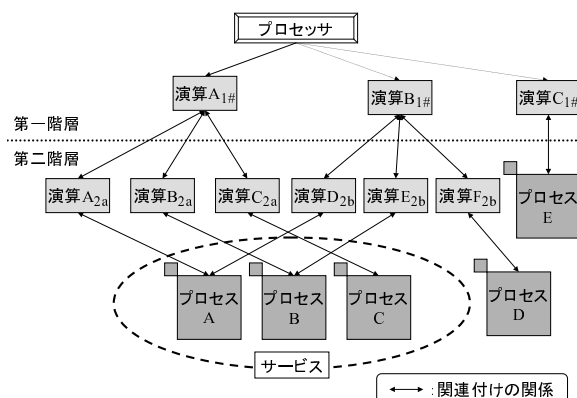 プロセッサ
演算A1#
演算B1#
演算C1#
第一階層
第二階層
演算A2a
演算B2a
演算C2a
演算D2b
演算E2b
演算F2b
プロセス
E
プロセス
A
プロセス
B
プロセス
C
プロセス
D
サービス
:関連付けの関係